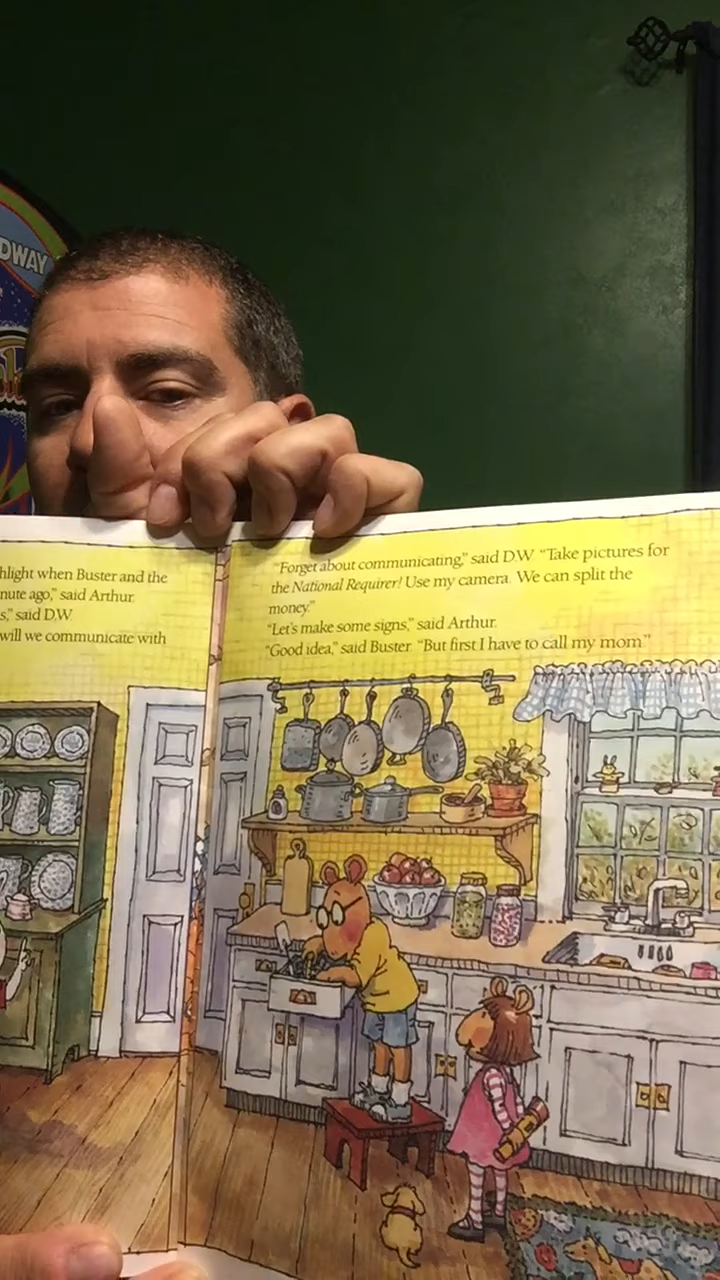 DWAY
hlight when Buster and the
nute ago," said Arthur.
s," said D.W.
will we communicate with
"Forget about communicating," said D.W. "Take pictures for
the National Requirer! Use my camera. We can split the
money."
"Let's make some signs," said Arthur.
"Good idea," said Buster. "But first I have to call my mom."